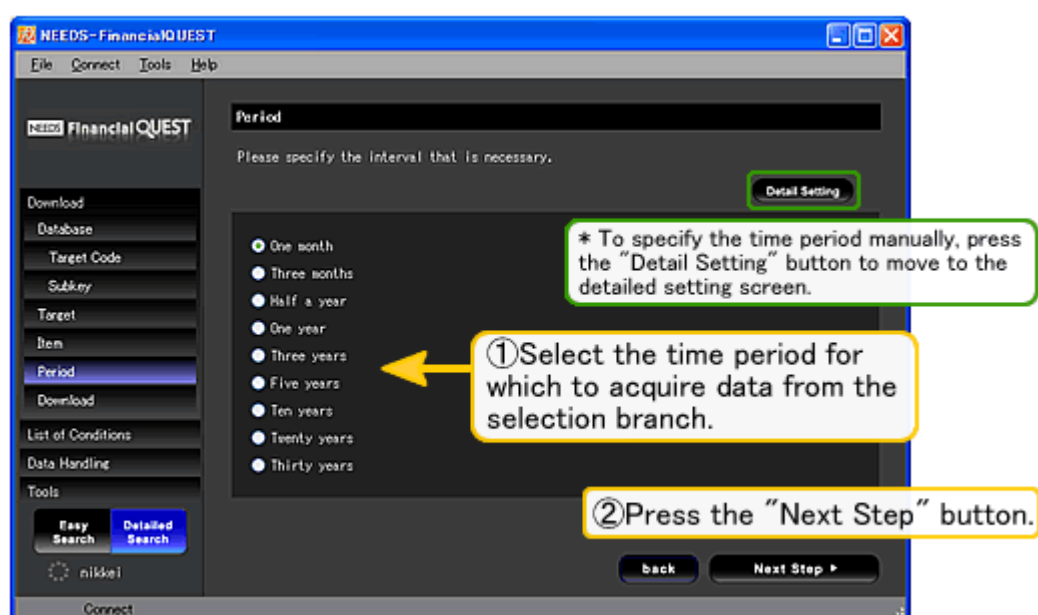 NEEDS-FinancialQUEST
File Connect Tools Help
NEEDS Financial QUEST
Period
Please specify the interval that is necessary.
Detail Setting
Download
Database
Target Code
Subkey
Target
Item
Period
Download
List of Conditions
Data Handling
Tools
Easy Search
Detailed Search
nikkei
Connect
One month
Three months
Half a year
One year
Three years
Five years
Ten years
Twenty years
Thirty years
* To specify the time period manually, press
the "Detail Setting" button to move to the
detailed setting screen.
①Select the time period for
which to acquire data from the
selection branch.
②Press the "Next Step" button.
back
Next Step